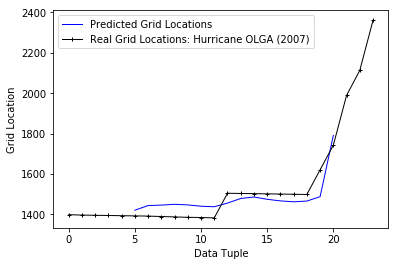 2400
2200
2000
1800
1600
1400
Grid Location
Predicted Grid Locations
Real Grid Locations: Hurricane OLGA (2007)
0 5 10 15 20
Data Tuple